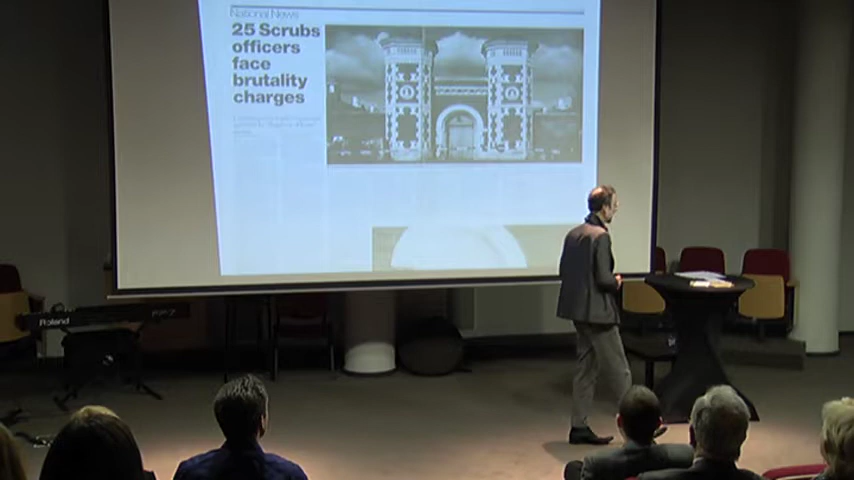 National News
25 Scrubs
officers
face
brutality
charges
Roland